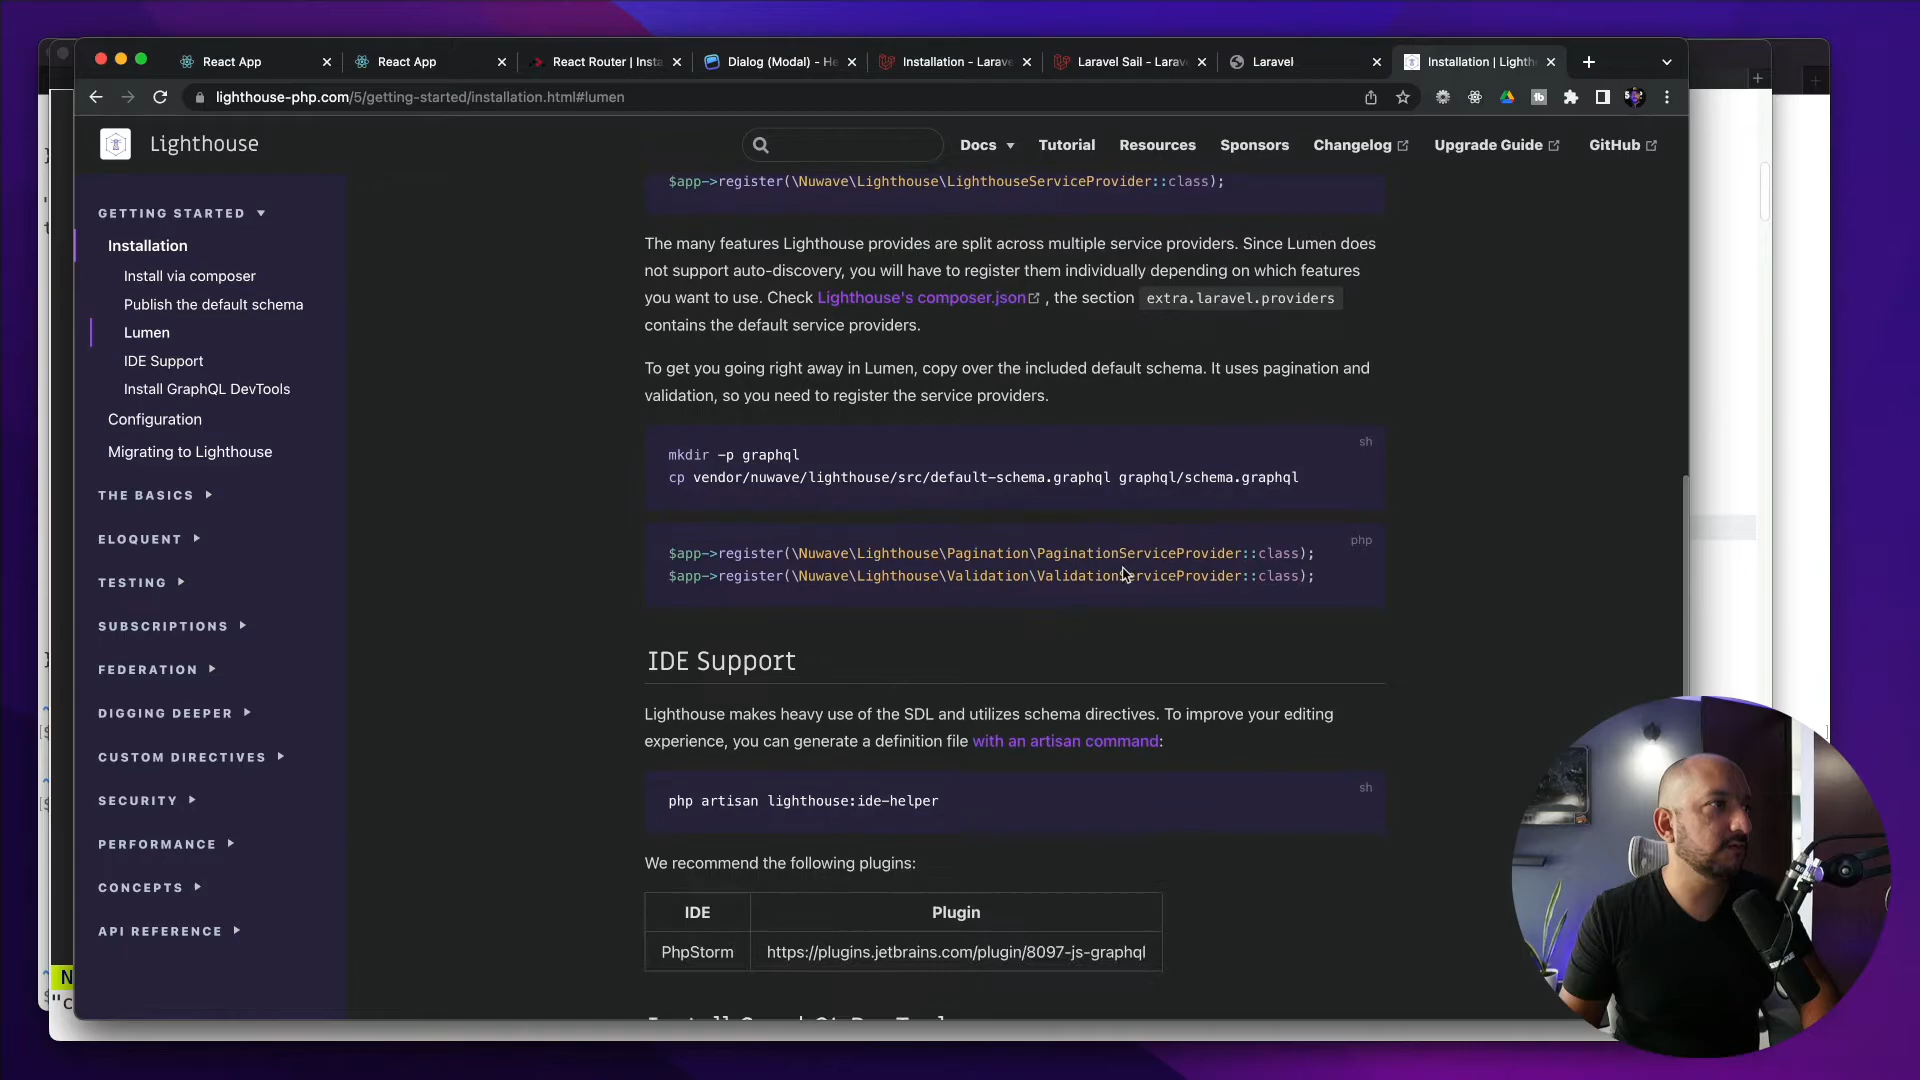 React App
React App
React Router | Insta
Dialog (Modal) - He
Installation - Larave
Laravel Sail - Larave
Laravel
Installation | Lighth
lighthouse-php.com/5/getting-started/installation.html#lumen
Lighthouse
Docs
Tutorial
Resources
Sponsors
Changelog
Upgrade Guide
GitHub
GETTING STARTED
Installation
Install via composer
Publish the default schema
Lumen
IDE Support
Install GraphQL DevTools
Configuration
Migrating to Lighthouse
THE BASICS
ELOQUENT
TESTING
SUBSCRIPTIONS
FEDERATION
DIGGING DEEPER
CUSTOM DIRECTIVES
SECURITY
PERFORMANCE
CONCEPTS
API REFERENCE
$app->register(\Nuwave\Lighthouse\LighthouseServiceProvider::class);
The many features Lighthouse provides are split across multiple service providers. Since Lumen does
not support auto-discovery, you will have to register them individually depending on which features
you want to use. Check Lighthouse's composer.json , the section extra.laravel.providers
contains the default service providers.
To get you going right away in Lumen, copy over the included default schema. It uses pagination and
validation, so you need to register the service providers.
sh
mkdir -p graphql
cp vendor/nuwave/lighthouse/src/default-schema.graphql graphql/schema.graphql
php
$app->register(\Nuwave\Lighthouse\Pagination\PaginationServiceProvider::class);
$app->register(\Nuwave\Lighthouse\Validation\ValidationServiceProvider::class);
IDE Support
Lighthouse makes heavy use of the SDL and utilizes schema directives. To improve your editing
experience, you can generate a definition file with an artisan command:
sh
php artisan lighthouse:ide-helper
We recommend the following plugins:
IDE Plugin
PhpStorm https://plugins.jetbrains.com/plugin/8097-js-graphql
N
"c